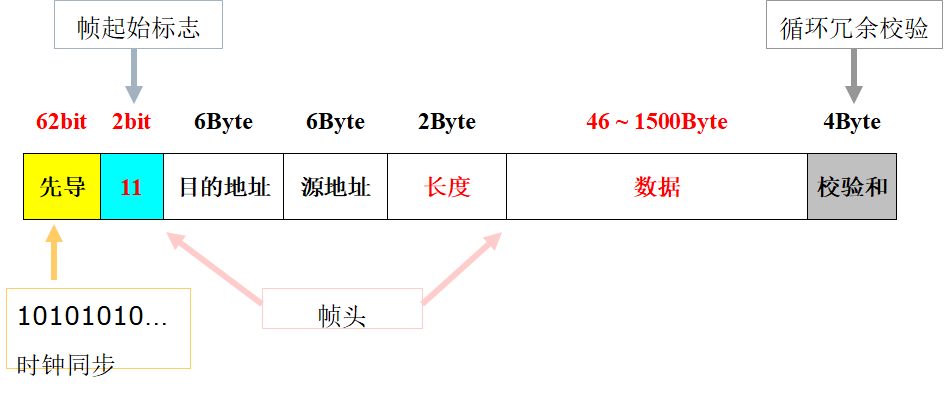 帧起始标志
循环冗余校验
62bit 2bit 6Byte 6Byte 2Byte 46 ~ 1500Byte 4Byte
先导 11 目的地址 源地址 长度 数据 校验和
帧头
10101010...
时钟同步